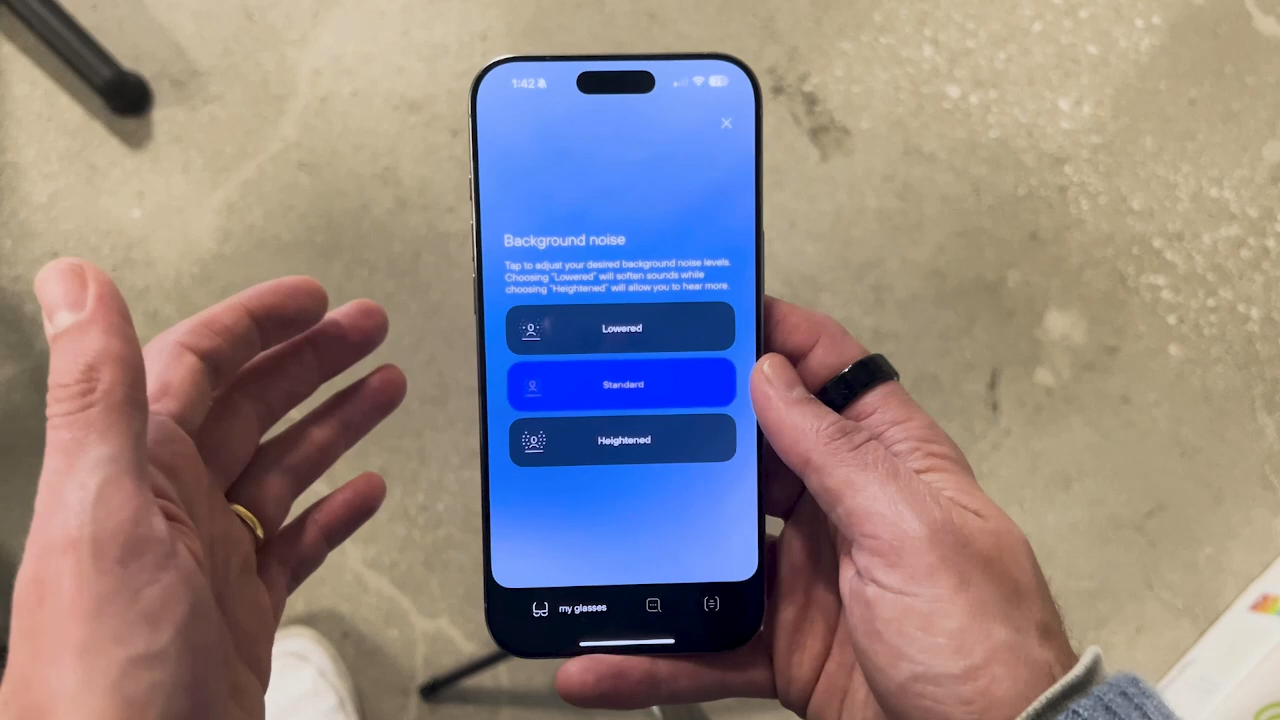 1:42
Background noise
Tap to adjust your desired background noise levels.
Choosing "Lowered" will soften sounds while
choosing "Heightened" will allow you to hear more.
Lowered
Standard
Heightened
my glasses